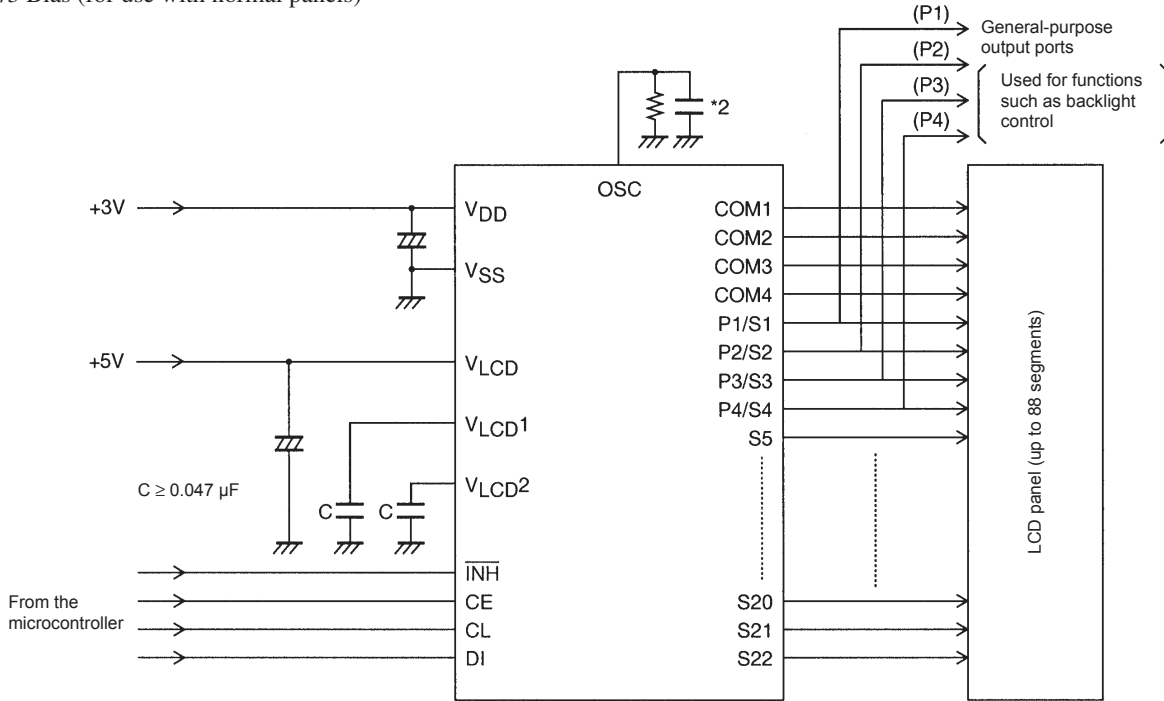 /3 Bias (for use with normal panels)
(P1)
General-purpose
output ports
(P2)
(P3)
Used for functions
such as backlight
control
(P4)
*2
OSC
+3V
VDD
COM1
COM2
COM3
VSS
COM4
P1/S1
P2/S2
+5V
VLCD
P3/S3
P4/S4
VLCD1
S5
C ≥ 0.047 µF
VLCD2
C
C
LCD panel (up to 88 segments)
INH
From the
microcontroller
CE
CL
DI
S20
S21
S22